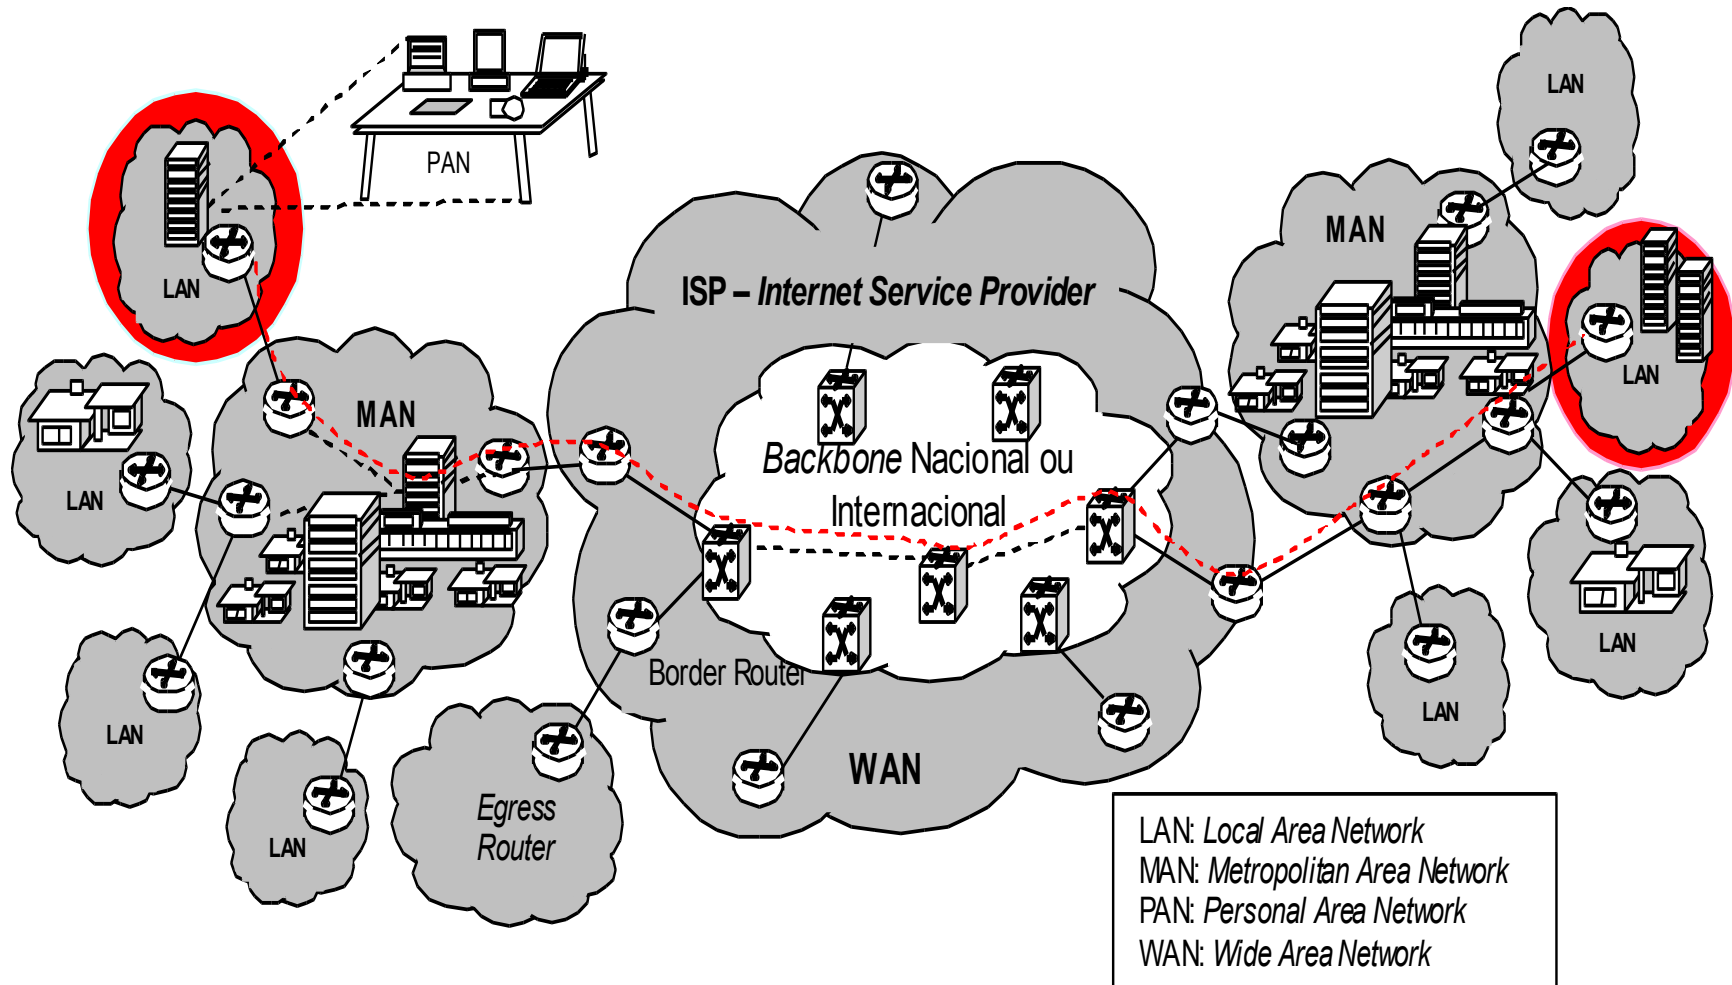 PAN
LAN
LAN
MAN
LAN
LAN
LAN
ISP – Internet Service Provider
Backbone Nacional ou
Internacional
Border Router
WAN
Egress
Router
MAN
LAN
LAN
LAN
LAN
LAN: Local Area Network
MAN: Metropolitan Area Network
PAN: Personal Area Network
WAN: Wide Area Network